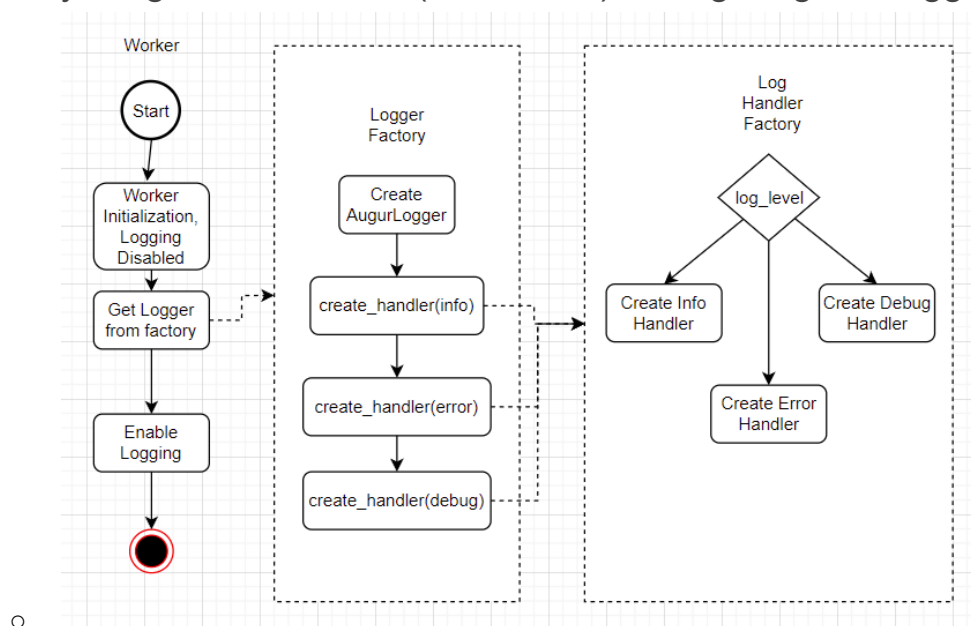 Worker
Start
Worker
Initialization,
Logging
Disabled
Get Logger
from factory
Enable
Logging
Logger
Factory
Create
AugurLogger
create_handler(info)
create_handler(error)
create_handler(debug)
Log
Handler
Factory
log_level
Create Info
Handler
Create Debug
Handler
Create Error
Handler